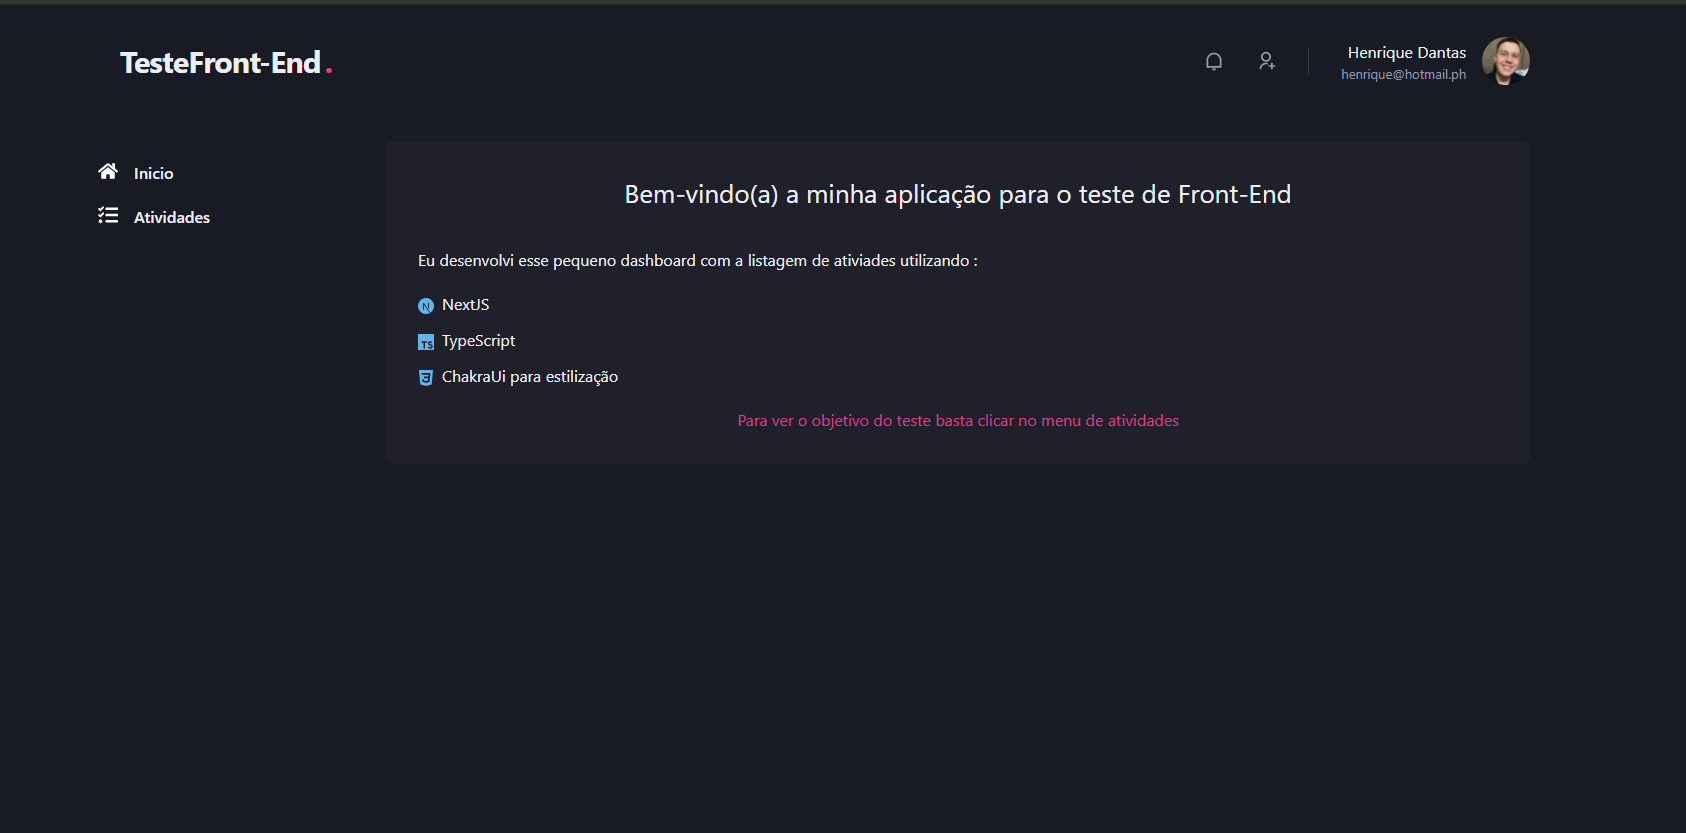 TesteFront-End.
Henrique Dantas
henrique@hotmail.ph
Inicio
Atividades
Bem-vindo(a) a minha aplicação para o teste de Front-End
Eu desenvolvi esse pequeno dashboard com a listagem de ativiades utilizando :
N NextJS
TS TypeScript
3 ChakraUi para estilização
Para ver o objetivo do teste basta clicar no menu de atividades